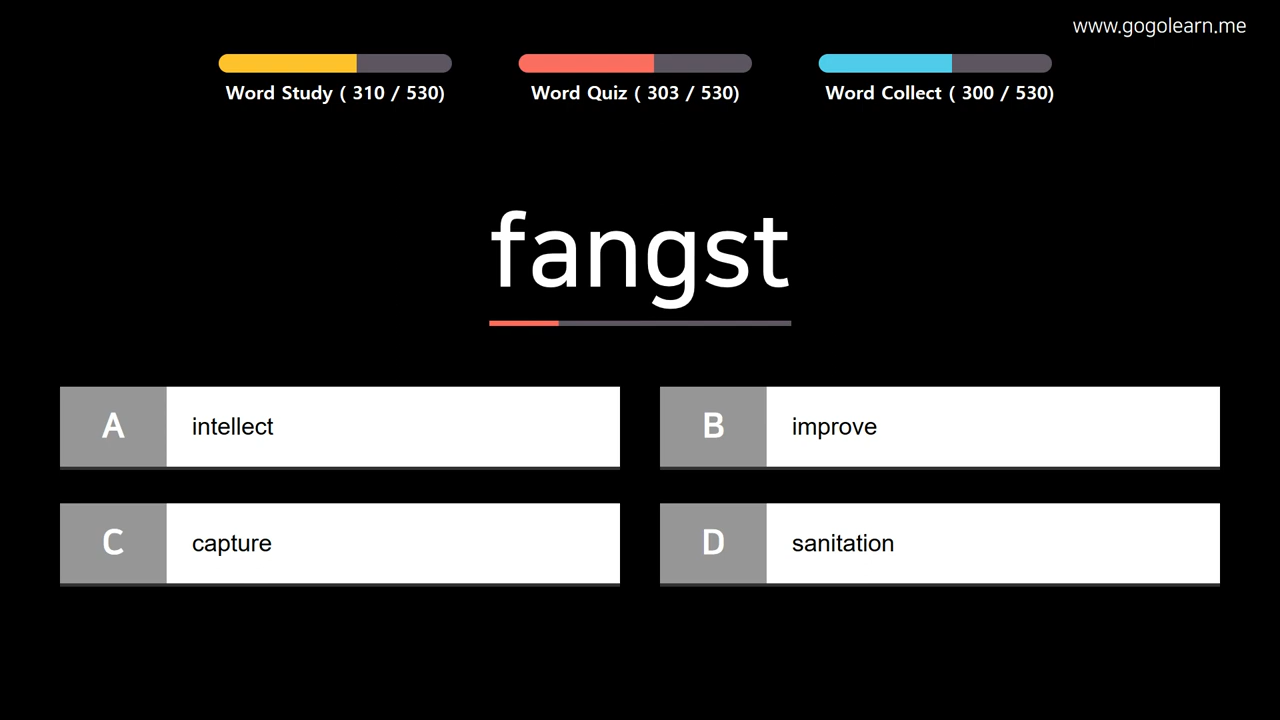 www.gogolearn.me
Word Study ( 310 / 530)
Word Quiz ( 303 / 530)
Word Collect ( 300 / 530)
fangst
A intellect
B improve
C capture
D sanitation